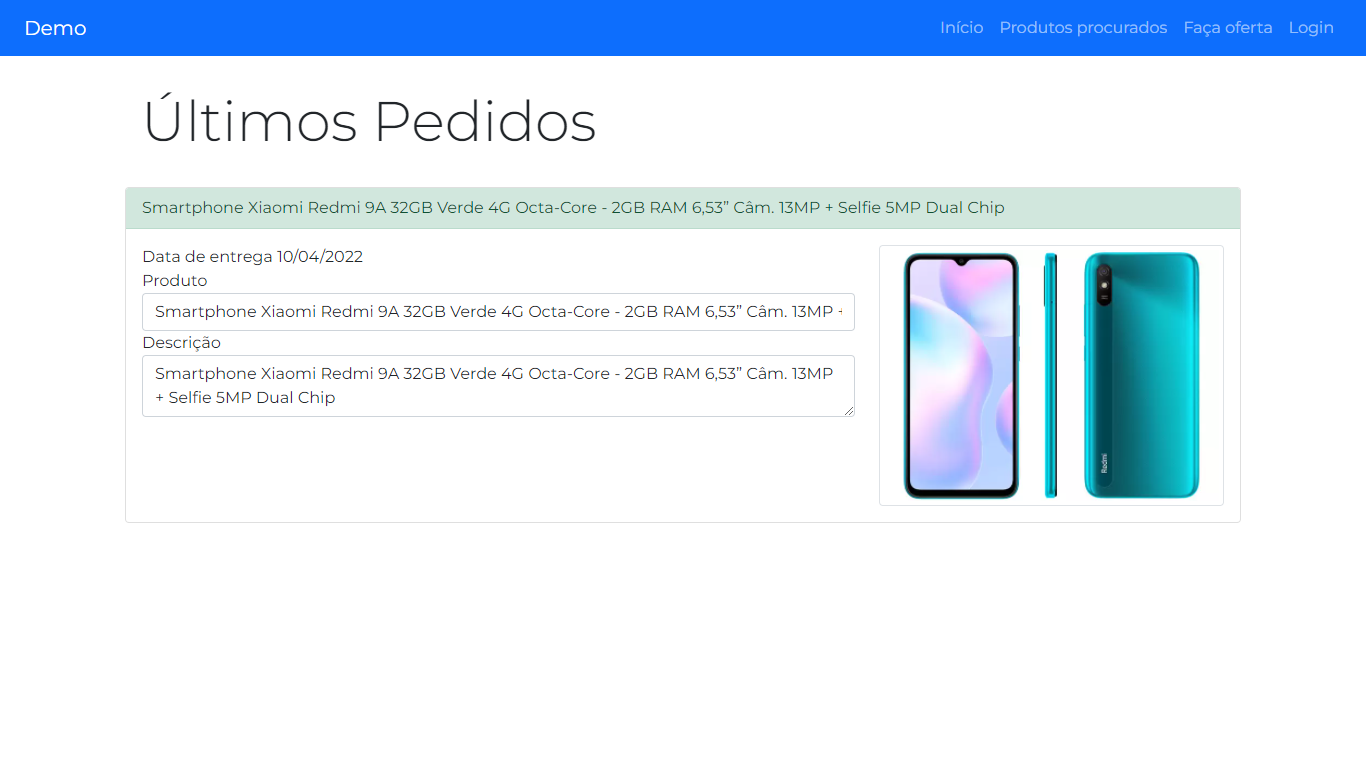 Demo
Início Produtos procurados Faça oferta Login
Últimos Pedidos
Smartphone Xiaomi Redmi 9A 32GB Verde 4G Octa-Core - 2GB RAM 6,53” Câm. 13MP + Selfie 5MP Dual Chip
Data de entrega 10/04/2022
Produto
Smartphone Xiaomi Redmi 9A 32GB Verde 4G Octa-Core - 2GB RAM 6,53” Câm. 13MP +
Descrição
Smartphone Xiaomi Redmi 9A 32GB Verde 4G Octa-Core - 2GB RAM 6,53” Câm. 13MP
+ Selfie 5MP Dual Chip
Redmi